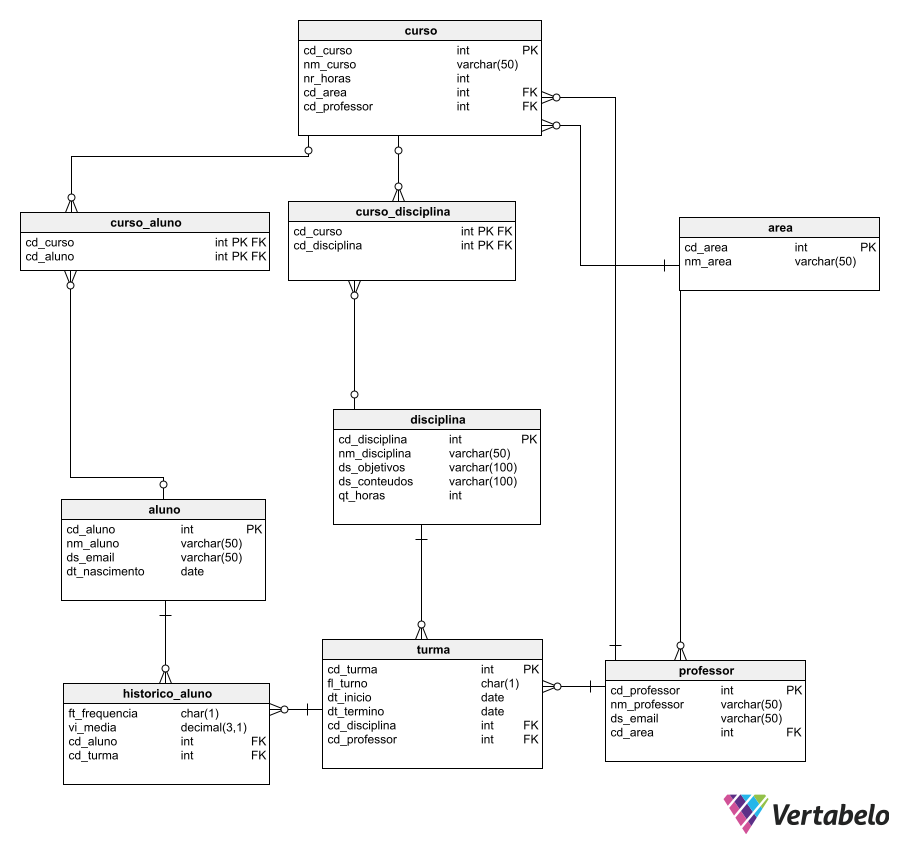 curso
cd_curso int PK
nm_curso varchar(50)
nr_horas int
cd_area int FK
cd_professor int FK
curso_aluno
cd_curso int PK FK
cd_aluno int PK FK
curso_disciplina
cd_curso int PK FK
cd_disciplina int PK FK
area
cd_area int PK
nm_area varchar(50)
disciplina
cd_disciplina int PK
nm_disciplina varchar(50)
ds_objetivos varchar(100)
ds_conteudos varchar(100)
qt_horas int
aluno
cd_aluno int PK
nm_aluno varchar(50)
ds_email varchar(50)
dt_nascimento date
turma
cd_turma int PK
fl_turno char(1)
dt_inicio date
dt_termino date
cd_disciplina int FK
cd_professor int FK
professor
cd_professor int PK
nm_professor varchar(50)
ds_email varchar(50)
cd_area int FK
historico_aluno
ft_frequencia char(1)
vi_media decimal(3,1)
cd_aluno int FK
cd_turma int FK
Vertabelo